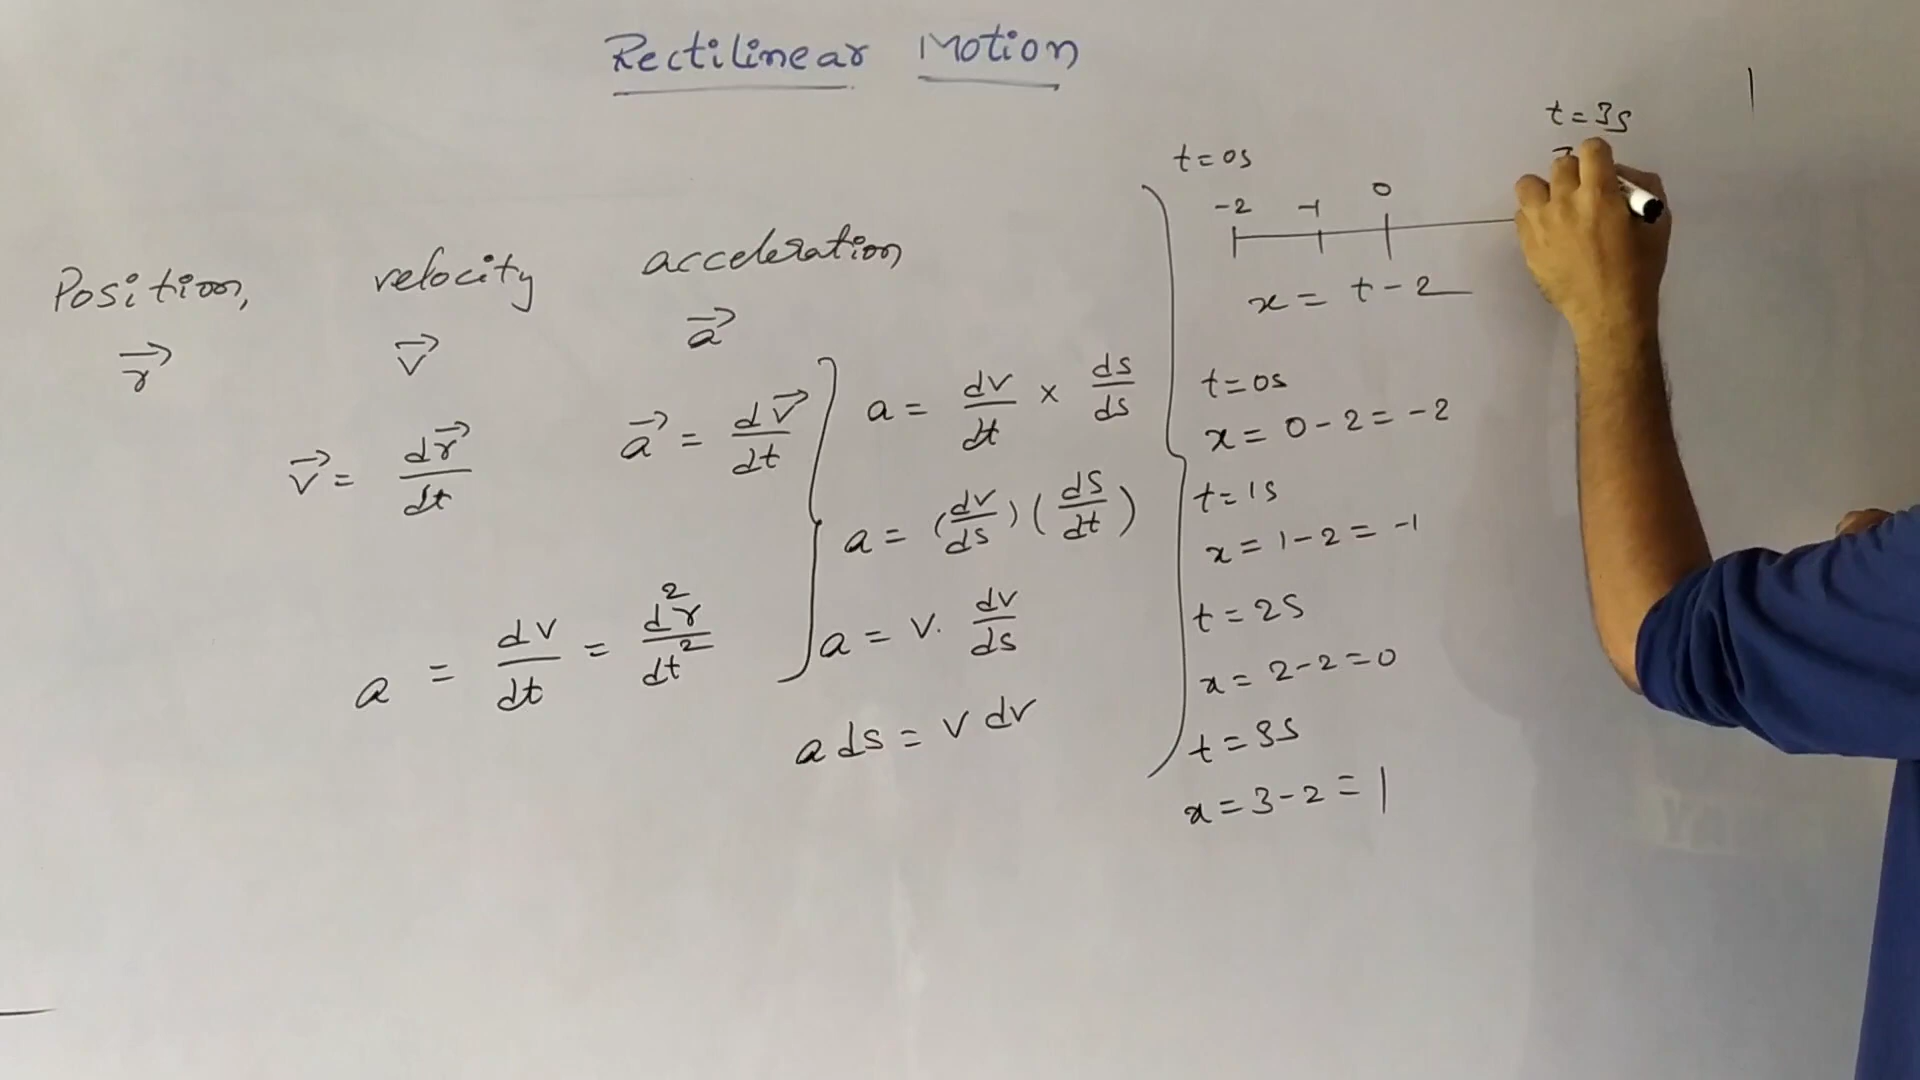 Rectilinear Motion
Position, velocity acceleration
→r →v →a
→v = d→r/dt
→a = d→v/dt
a = dv/dt = d²r/dt²
a = dv/dt × ds/ds
a = (dv/ds) (ds/dt)
a = v. dv/ds
a ds = v dv
t = 0s
t = 3s
-2 -1 0
x = t - 2
t = 0s
x = 0 - 2 = -2
t = 1s
x = 1 - 2 = -1
t = 2s
x = 2 - 2 = 0
t = 3s
x = 3 - 2 = 1